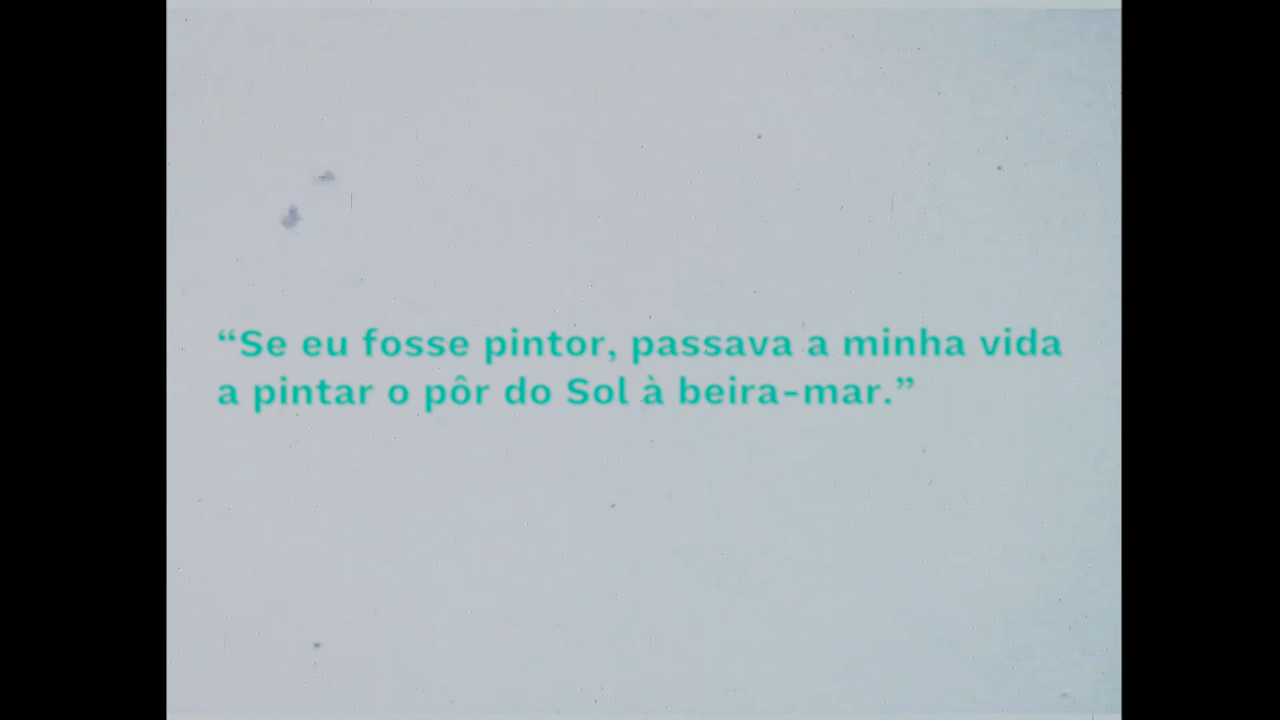 “Se eu fosse pintor, passava a minha vida
a pintar o pôr do Sol à beira-mar.”